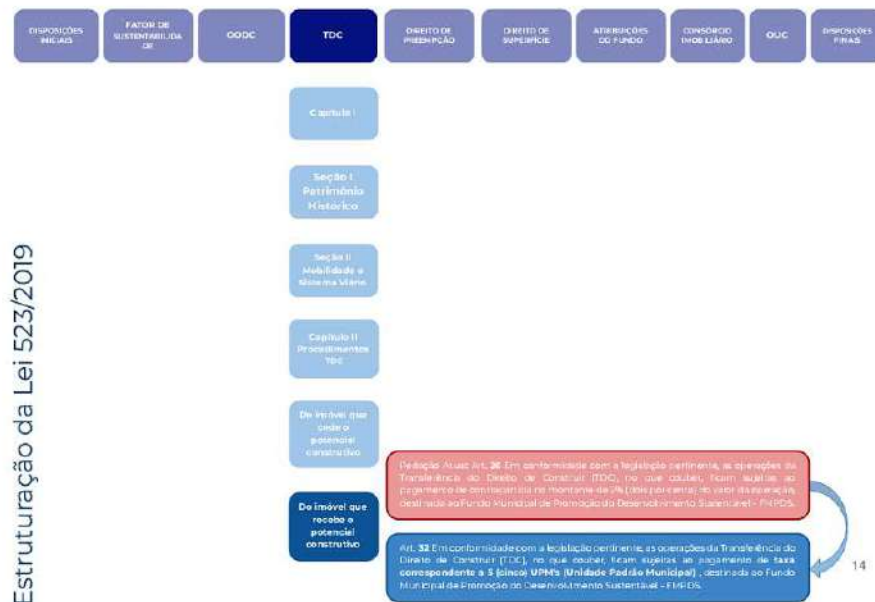 DISPOSIÇÕES
INICIAIS
FATOR DE
SUSTENTABILIDA
DE
OODC
TDC
DIREITO DE
PREEMPÇÃO
DIREITO DE
SUPERFÍCIE
ATRIBUIÇÕES
DO FUNDO
CONSÓRCIO
IMOBILIÁRIO
OUC
DISPOSIÇÕES
FINAIS
Capítulo I
Seção I
Patrimônio
Histórico
Seção II
Mobilidade e
Sistema Viário
Capítulo II
Procedimentos
TDC
Do imóvel que
cede o
potencial
construtivo
Do imóvel que
recebe o
potencial
construtivo
Redação Atual: Art. 26 Em conformidade com a legislação pertinente, as operações da
Transferência do Direito de Construir (TDC), no que couber, ficam sujeitas ao
pagamento de contrapartida no montante de 2% (dois por cento) do valor da operação,
destinada ao Fundo Municipal de Promoção do Desenvolvimento Sustentável - FMPDS.
Art. 32 Em conformidade com a legislação pertinente, as operações da Transferência do
Direito de Construir (TDC), no que couber, ficam sujeitas ao pagamento de taxa
correspondente a 5 (cinco) UPM's (Unidade Padrão Municipal) , destinada ao Fundo
Municipal de Promoção do Desenvolvimento Sustentável - FMPDS.
Estruturação da Lei 523/2019
14